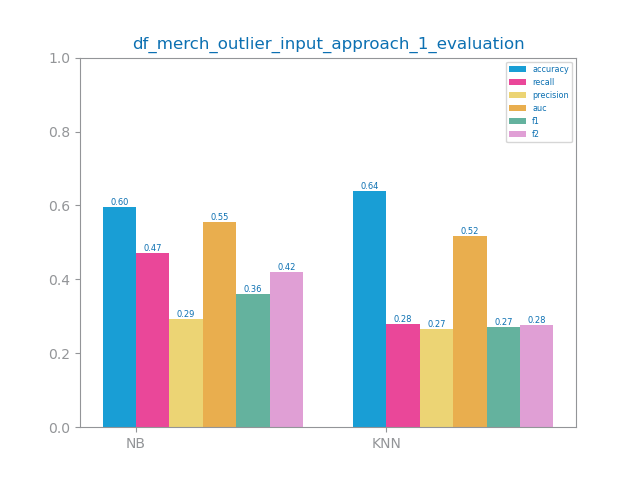 df_merch_outlier_input_approach_1_evaluation
1.0
0.8
0.6
0.4
0.2
0.0
accuracy
recall
precision
auc
f1
f2
0.60
0.47
0.29
0.55
0.36
0.42
0.64
0.28
0.27
0.52
0.27
0.28
NB
KNN